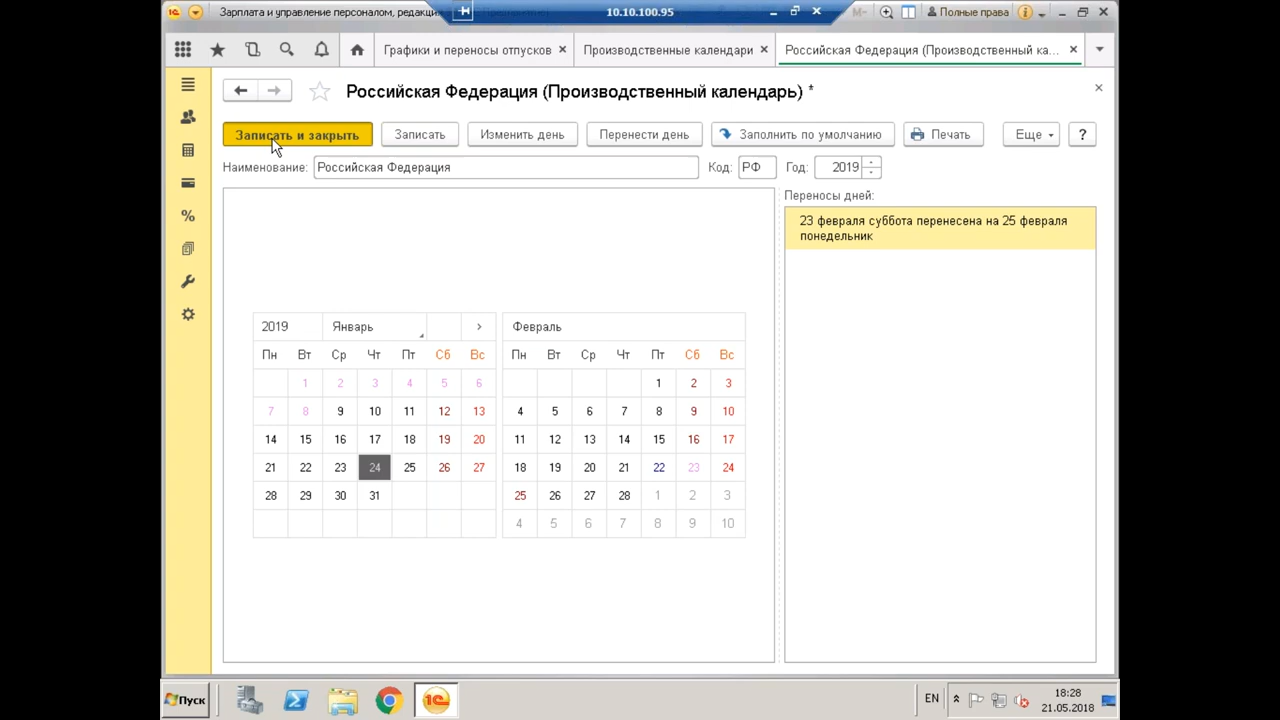 Зарплата и управление персоналом, редакция
10.10.100.95
Полные права
Графики и переносы отпусков
Производственные календари
Российская Федерация (Производственный ка...
Российская Федерация (Производственный календарь) *
Записать и закрыть
Записать
Изменить день
Перенести день
Заполнить по умолчанию
Печать
Еще
?
Наименование: Российская Федерация
Код: РФ
Год: 2019
Переносы дней:
23 февраля суббота перенесена на 25 февраля
понедельник
2019 Январь >
Пн Вт Ср Чт Пт Сб Вс
1 2 3 4 5 6
7 8 9 10 11 12 13
14 15 16 17 18 19 20
21 22 23 24 25 26 27
28 29 30 31
Февраль
Пн Вт Ср Чт Пт Сб Вс
1 2 3
4 5 6 7 8 9 10
11 12 13 14 15 16 17
18 19 20 21 22 23 24
25 26 27 28 1 2 3
4 5 6 7 8 9 10
Пуск
EN
18:28
21.05.2018